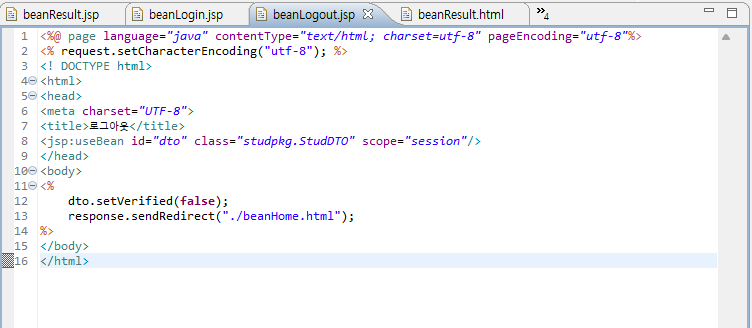 beanResult.jsp beanLogin.jsp beanLogout.jsp beanResult.html »4
1 <%@ page language="java" contentType="text/html; charset=utf-8" pageEncoding="utf-8"%>
2 <% request.setCharacterEncoding("utf-8"); %>
3 <! DOCTYPE html>
4 <html>
5 <head>
6 <meta charset="UTF-8">
7 <title>로그아웃</title>
8 <jsp:useBean id="dto" class="studpkg.StudDTO" scope="session"/>
9 </head>
10 <body>
11 <%
12 dto.setVerified(false);
13 response.sendRedirect("./beanHome.html");
14 %>
15 </body>
16 </html>